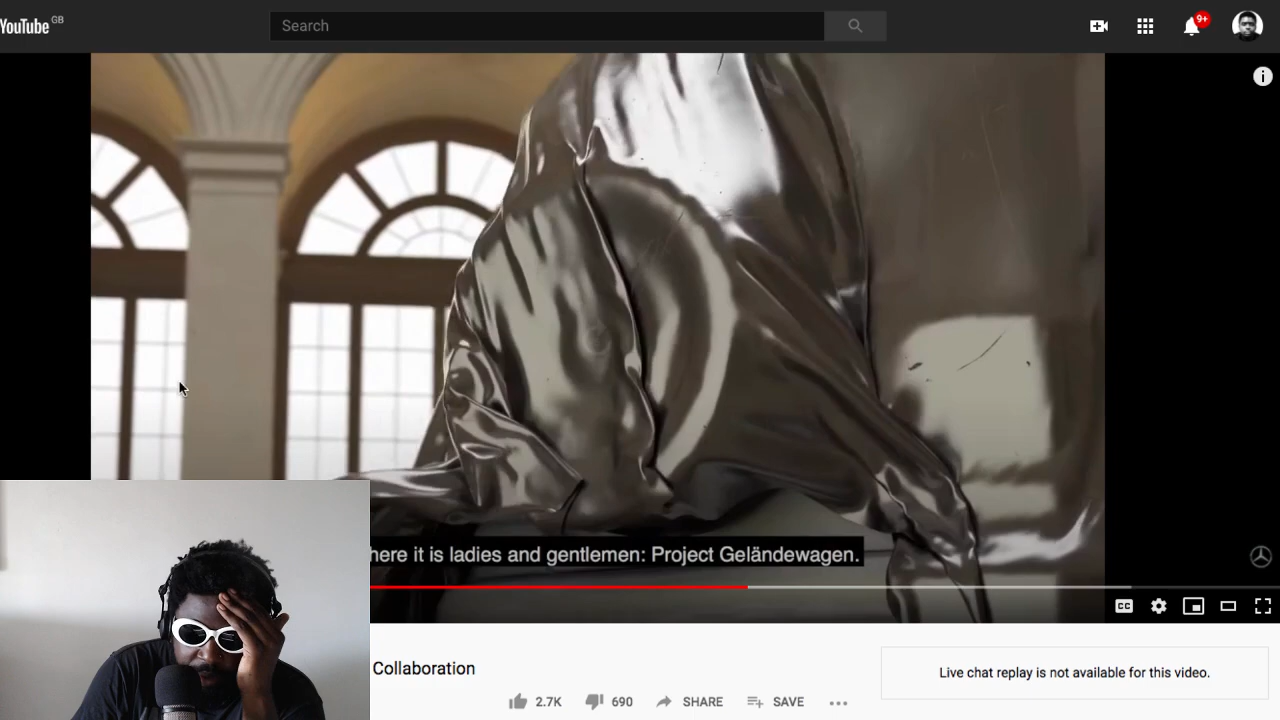 YouTube GB
Search
9+
here it is ladies and gentlemen: Project Geländewagen.
CC
Collaboration
Live chat replay is not available for this video.
2.7K 690 SHARE SAVE